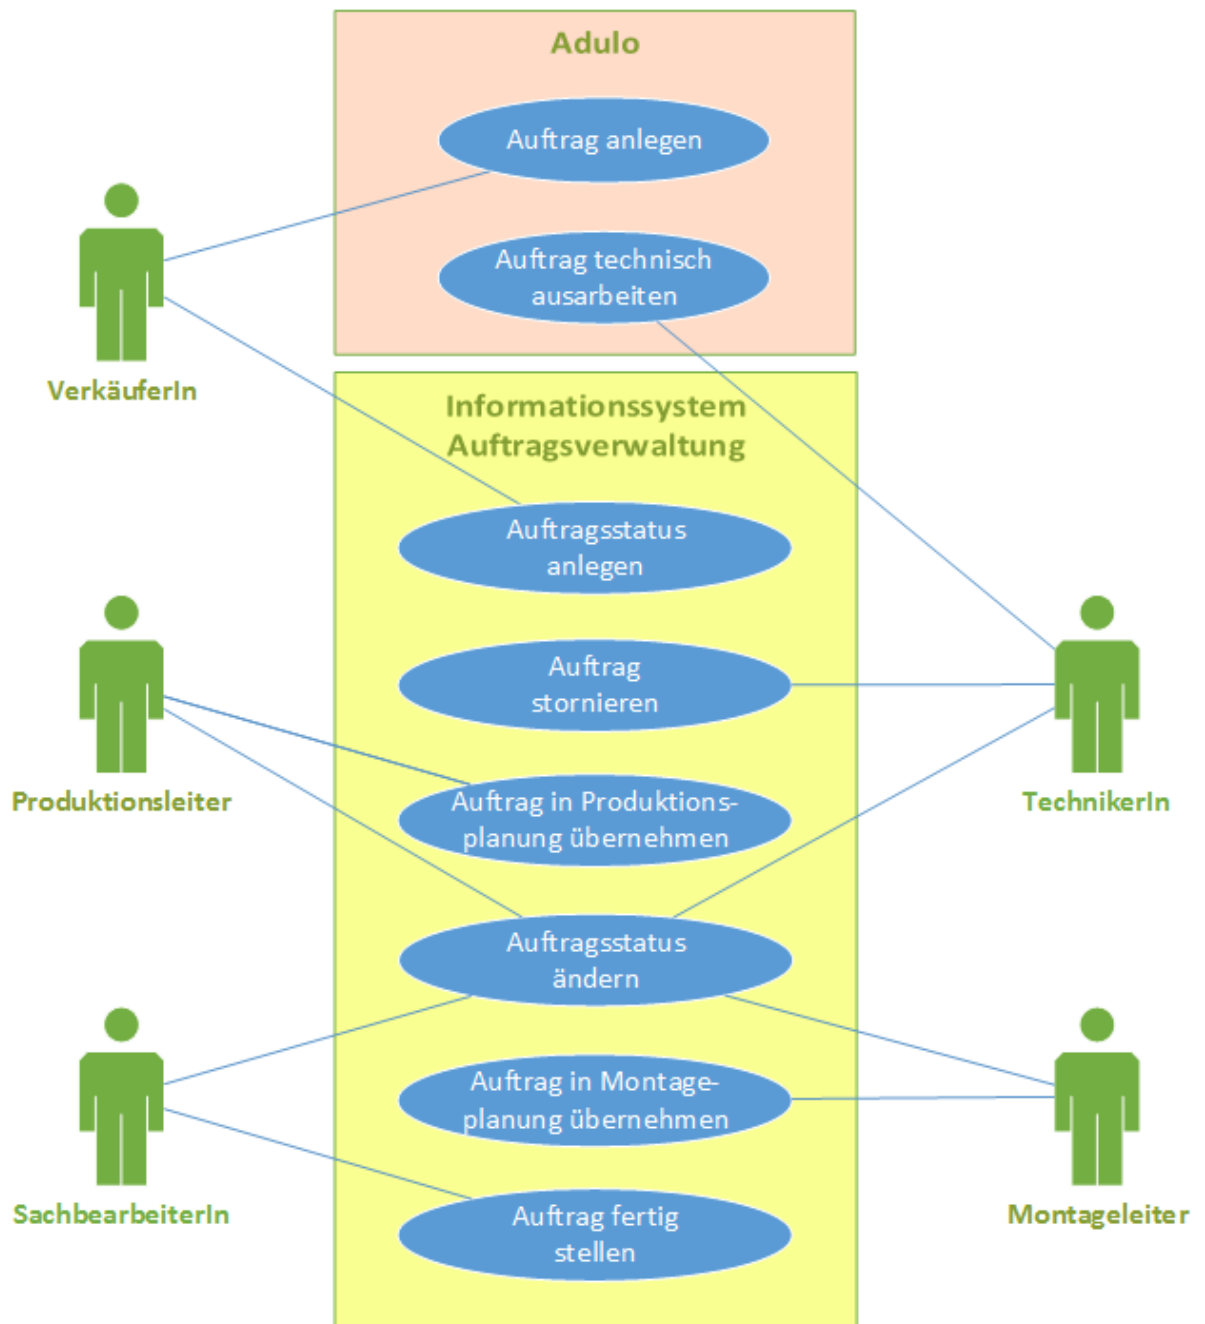 Adulo
Auftrag anlegen
Auftrag technisch
ausarbeiten
VerkäuferIn
Informationssystem
Auftragsverwaltung
Auftragsstatus
anlegen
Auftrag
stornieren
Produktionsleiter
Auftrag in Produktions-
planung übernehmen
TechnikerIn
Auftragsstatus
ändern
Auftrag in Montage-
planung übernehmen
SachbearbeiterIn
Auftrag fertig
stellen
Montageleiter